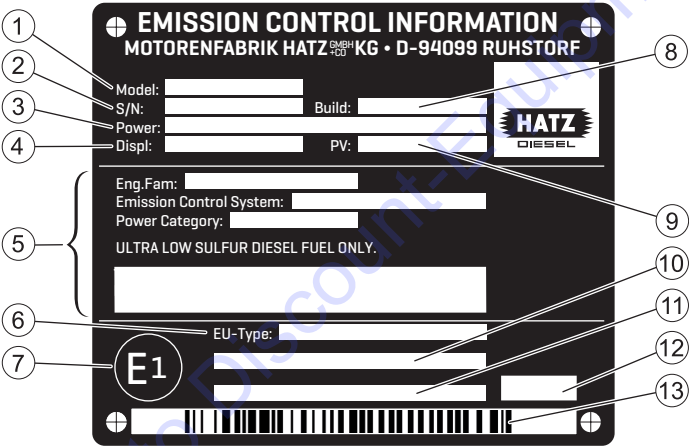 EMISSION CONTROL INFORMATION
MOTORENFABRIK HATZ GMBH +CO KG • D-94099 RUHSTORF
1
Model:
2
S/N: Build:
8
3
Power:
4
Displ: PV:
9
HATZ
DIESEL
5
Eng.Fam:
Emission Control System:
Power Category:
ULTRA LOW SULFUR DIESEL FUEL ONLY.
6
EU-Type:
10
11
7
E1
12
13